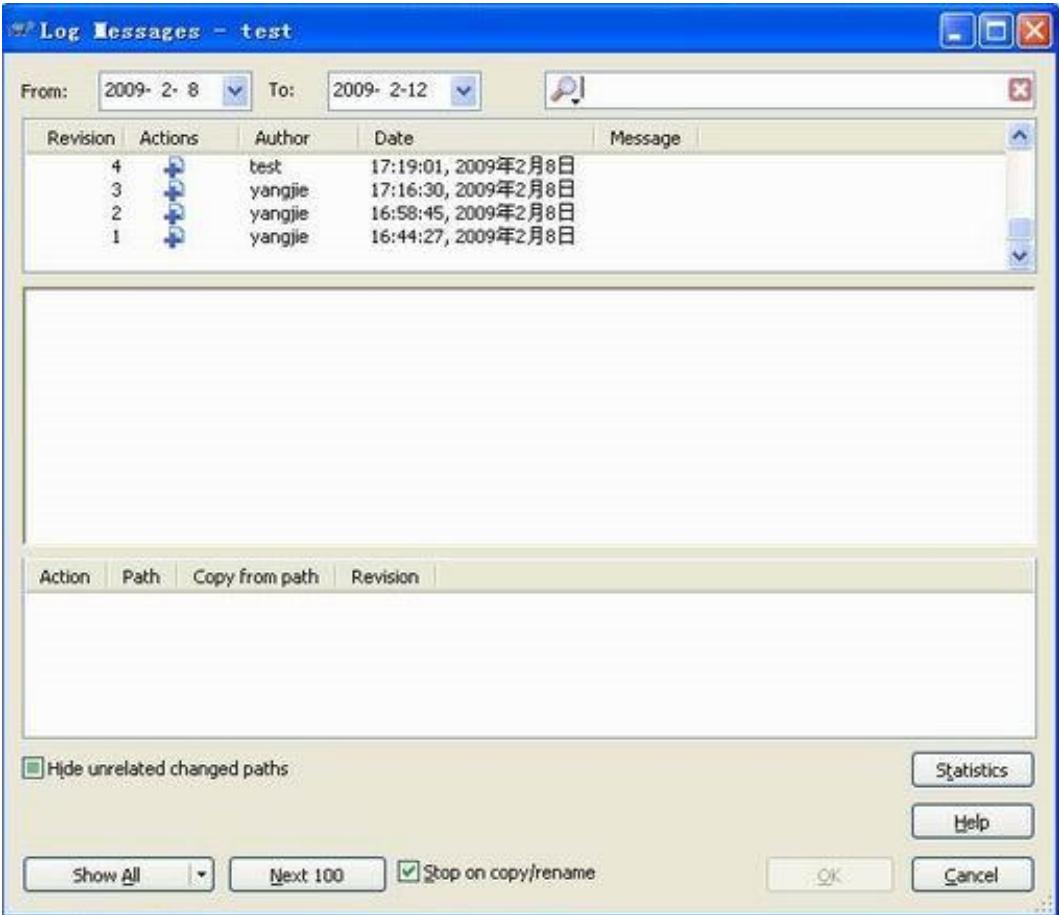 Log Messages - test
From: 2009- 2- 8 To: 2009- 2-12
Revision Actions Author Date Message
4 test 17:19:01, 2009年2月8日
3 yangjie 17:16:30, 2009年2月8日
2 yangjie 16:58:45, 2009年2月8日
1 yangjie 16:44:27, 2009年2月8日
Action Path Copy from path Revision
Hide unrelated changed paths Statistics
Help
Show All Next 100 Stop on copy/rename OK Cancel